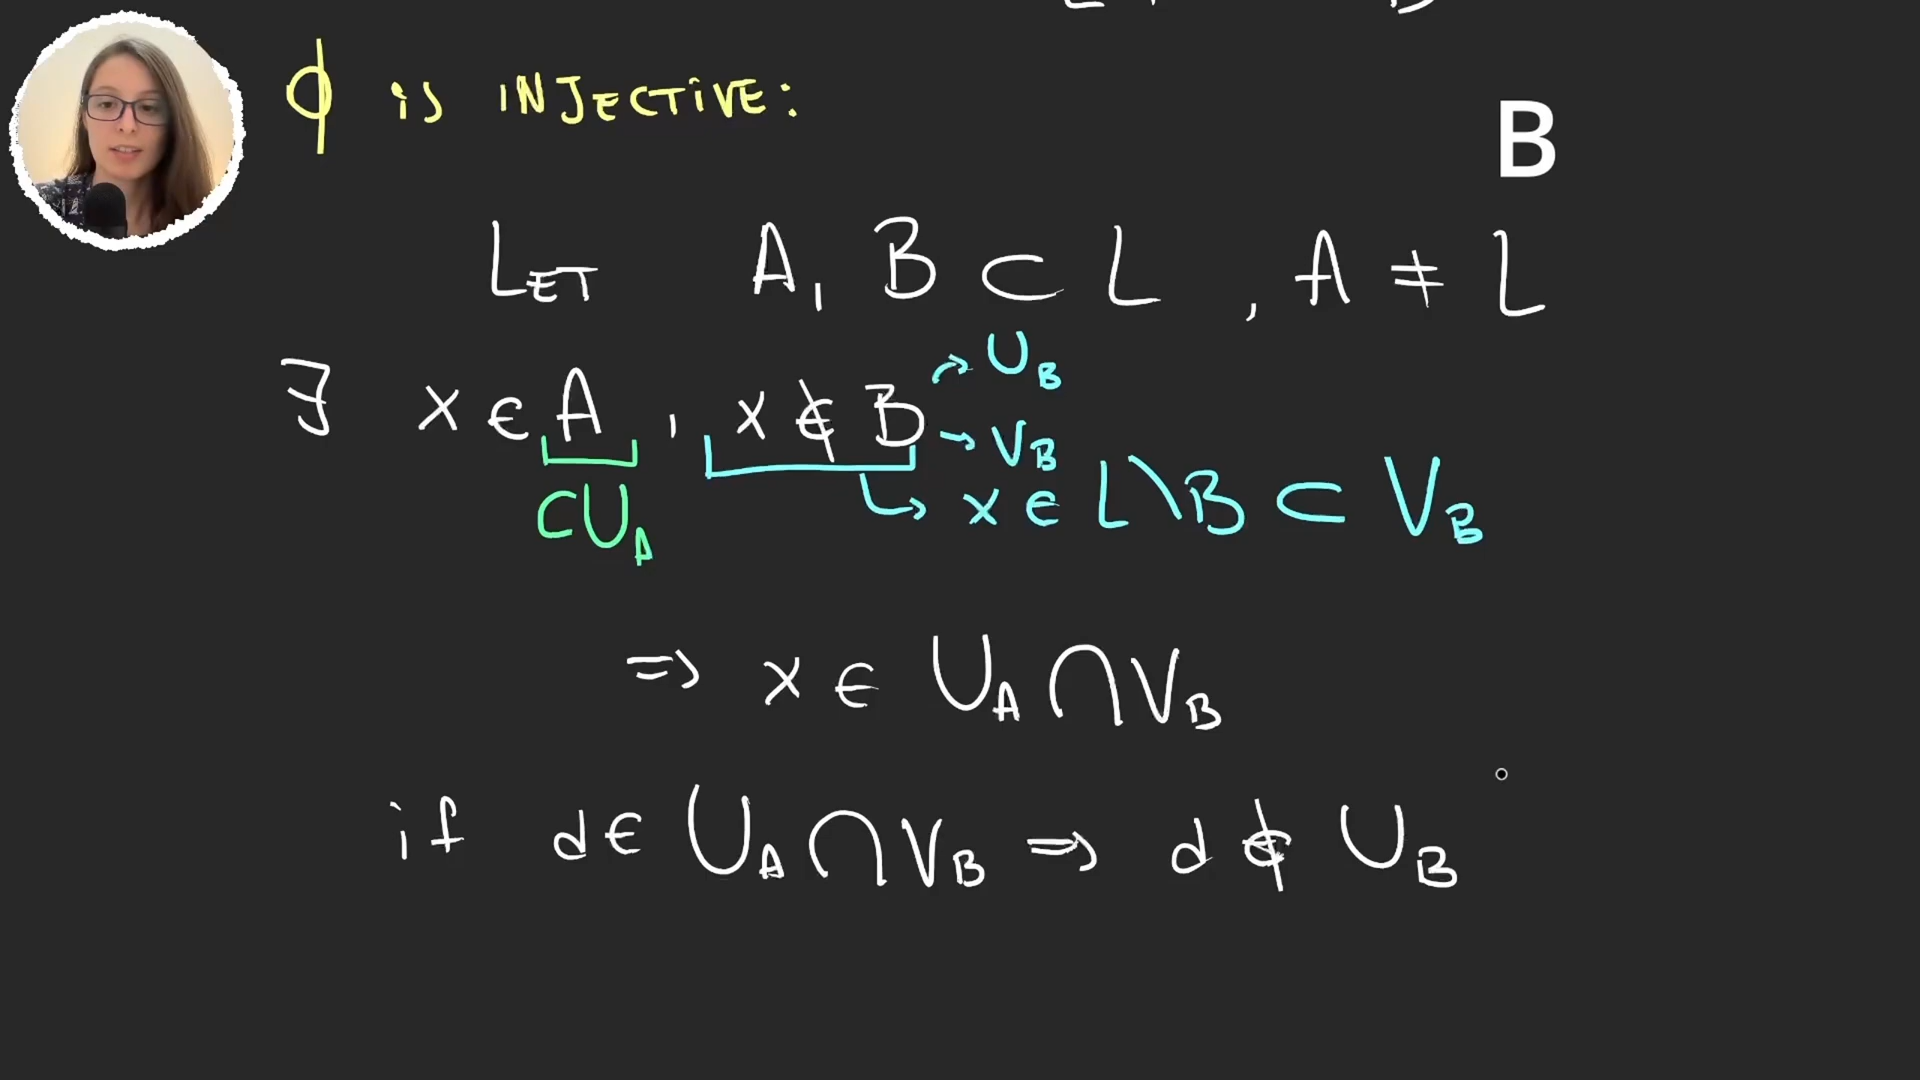 ϕ is INJECTIVE:
B
LET A, B ⊂ L , A ≠ L
∃ x ∈ A , x ∉ B → U_B
→ V_B
⊂ U_A ↳ x ∈ L∖B ⊂ V_B
=> x ∈ U_A ∩ V_B
if d ∈ U_A ∩ V_B => d ∉ U_B